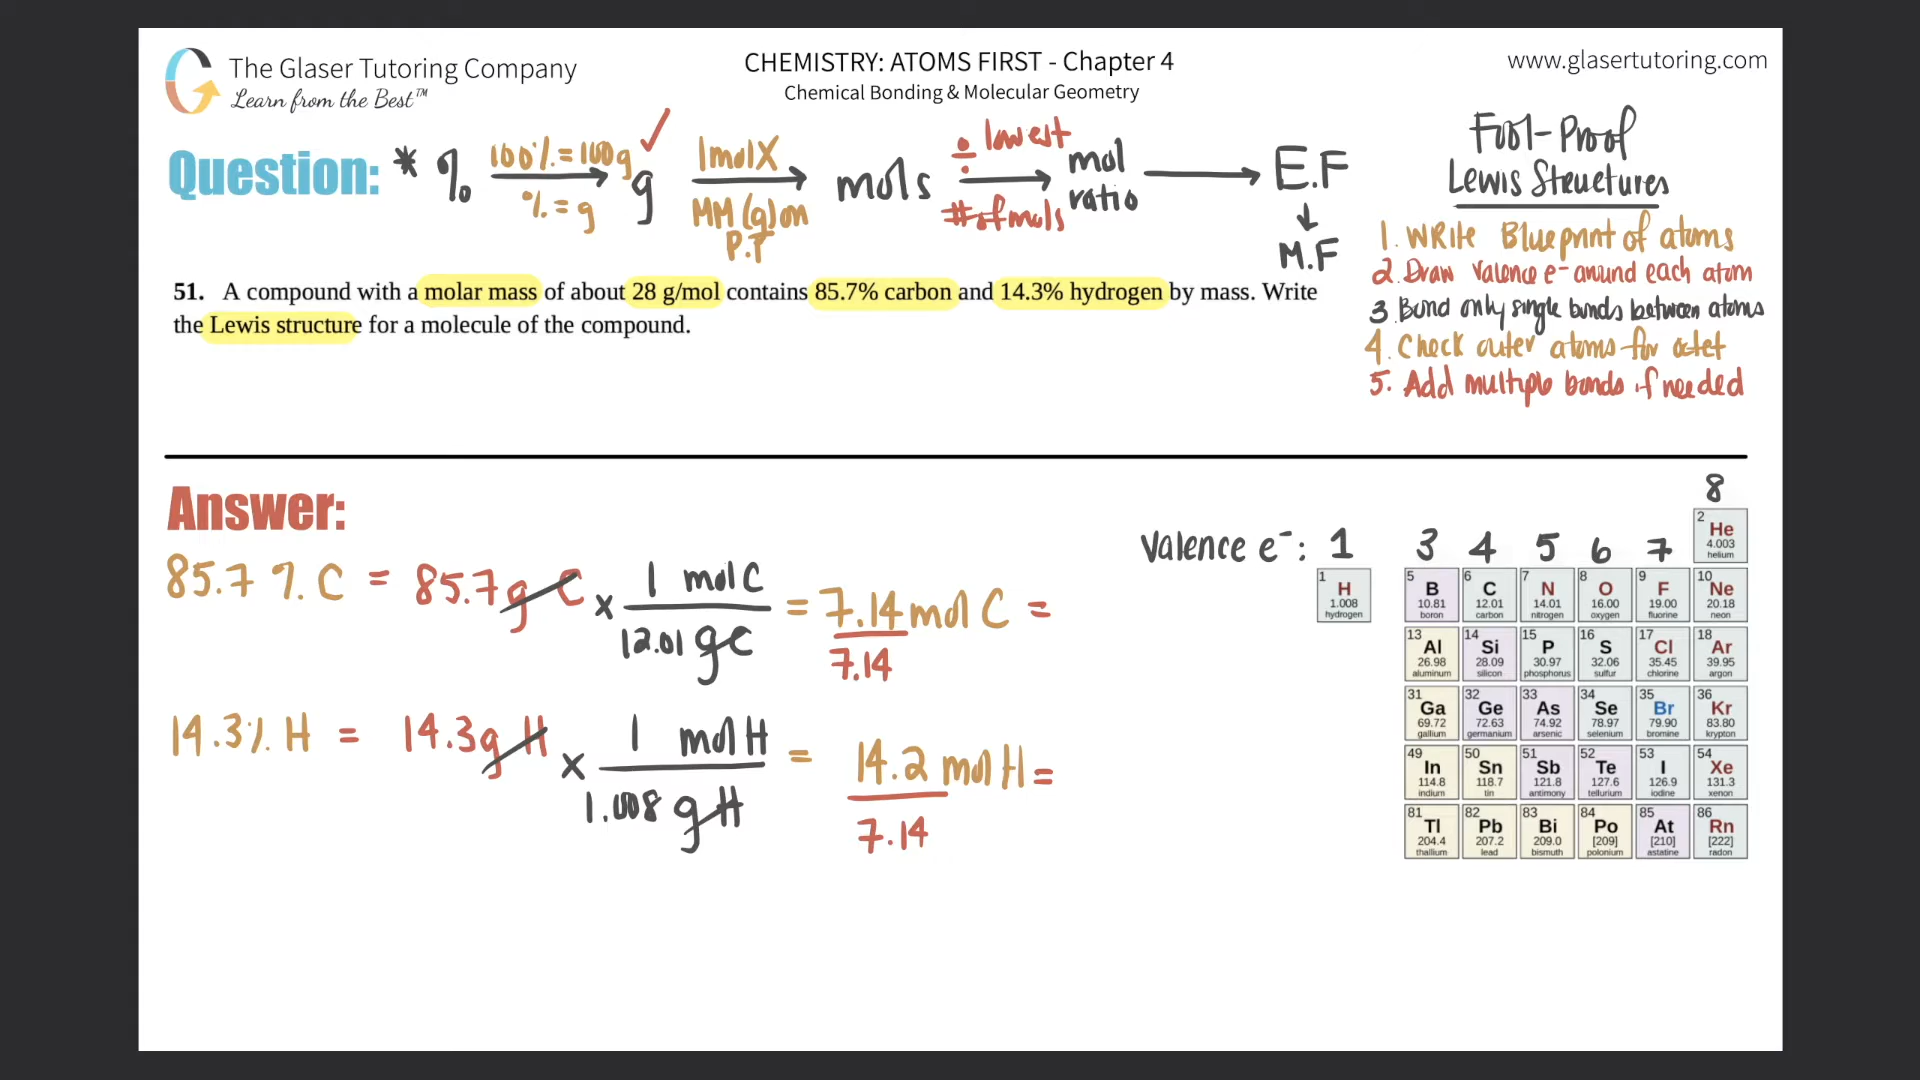 The Glaser Tutoring Company
Learn from the Best™
CHEMISTRY: ATOMS FIRST - Chapter 4
Chemical Bonding & Molecular Geometry
www.glasertutoring.com
Question:
* % 100% = 100g ✓ % = g
g 1 mol X MM (g) on P.T
mols ÷ lowest # of mols
mol ratio
E.F
↓
M.F
Fool-Proof
Lewis Structures
1. WRite Blueprint of atoms
2. Draw Valence e- around each atom
3. Bond only single bonds between atoms
4. Check outer atoms for octet
5. Add multiple bonds if needed
51. A compound with a molar mass of about 28 g/mol contains 85.7% carbon and 14.3% hydrogen by mass. Write
the Lewis structure for a molecule of the compound.
Answer:
85.7 % C = 85.7 g C × 1 mol C / 12.01 g C = 7.14 mol C =
7.14
14.3% H = 14.3 g H × 1 mol H / 1.008 g H = 14.2 mol H =
7.14
Valence e⁻: 1 3 4 5 6 7 8
2 He 4.003 helium
1 H 1.008 hydrogen
5 B 10.81 boron
6 C 12.01 carbon
7 N 14.01 nitrogen
8 O 16.00 oxygen
9 F 19.00 fluorine
10 Ne 20.18 neon
13 Al 26.98 aluminum
14 Si 28.09 silicon
15 P 30.97 phosphorus
16 S 32.06 sulfur
17 Cl 35.45 chlorine
18 Ar 39.95 argon
31 Ga 69.72 gallium
32 Ge 72.63 germanium
33 As 74.92 arsenic
34 Se 78.97 selenium
35 Br 79.90 bromine
36 Kr 83.80 krypton
49 In 114.8 indium
50 Sn 118.7 tin
51 Sb 121.8 antimony
52 Te 127.6 tellurium
53 I 126.9 iodine
54 Xe 131.3 xenon
81 Tl 204.4 thallium
82 Pb 207.2 lead
83 Bi 209.0 bismuth
84 Po [209] polonium
85 At [210] astatine
86 Rn [222] radon